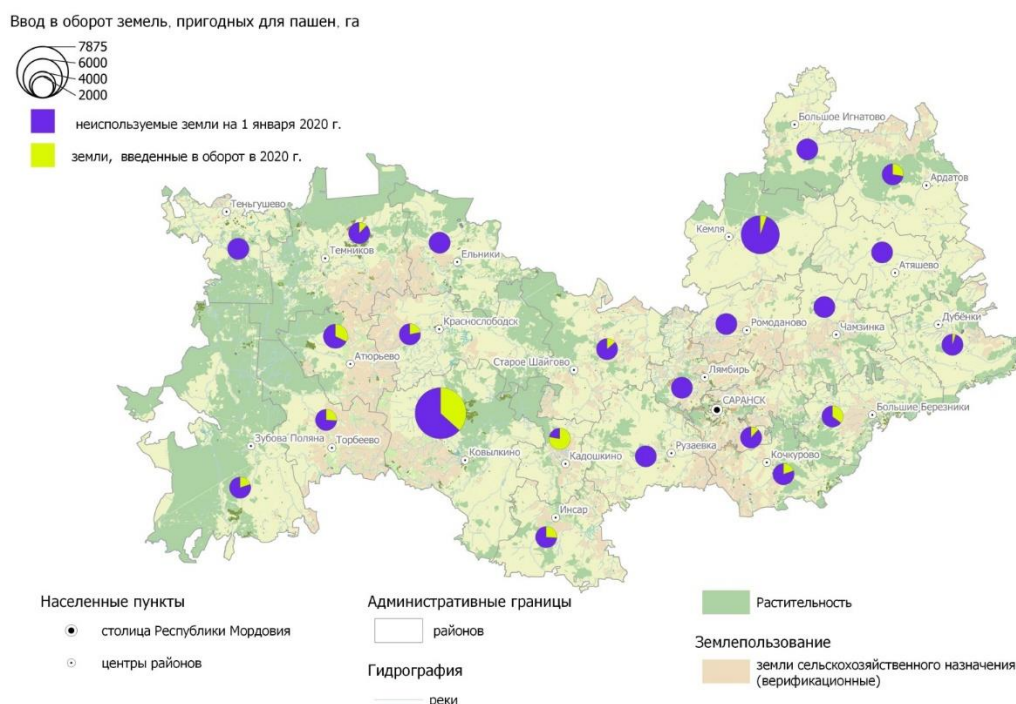 Ввод в оборот земель, пригодных для пашен, га
7875
6000
4000
2000
неиспользуемые земли на 1 января 2020 г.
земли, введенные в оборот в 2020 г.
Большое Игнатово
Ардатов
Теньгушево
Кемля
Темников
Ельники
Атяшево
Краснослободск
Ромоданово
Чамзинка
Дубёнки
Атюрьево
Старое Шайгово
Лямбирь
САРАНСК
Большие Березники
Зубова Поляна
Торбеево
Ковылкино
Кадошкино
Рузаевка
Кочкурово
Инсар
Населенные пункты
столица Республики Мордовия
центры районов
Административные границы
районов
Гидрография
реки
Растительность
Землепользование
земли сельскохозяйственного назначения
(верификационные)